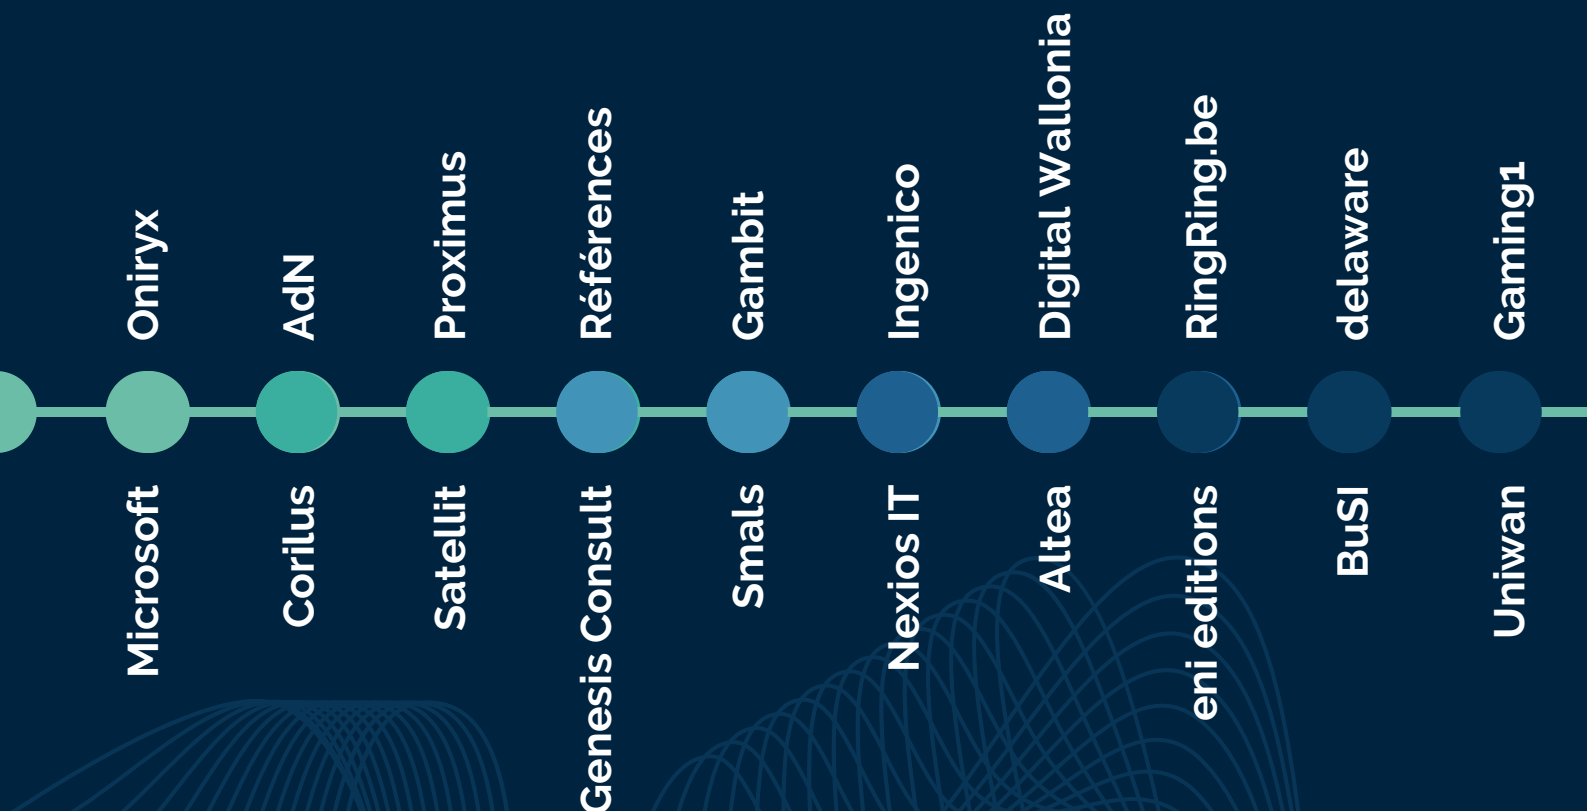 Oniryx
AdN
Proximus
Référénces
Gambit
Ingenico
Digital Wallonia
RingRing.be
delaware
Gaming1
Microsoft
Corilus
Satellit
Genesis Consult
Smals
Nexios IT
Altea
eni editions
BuSI
Uniwan